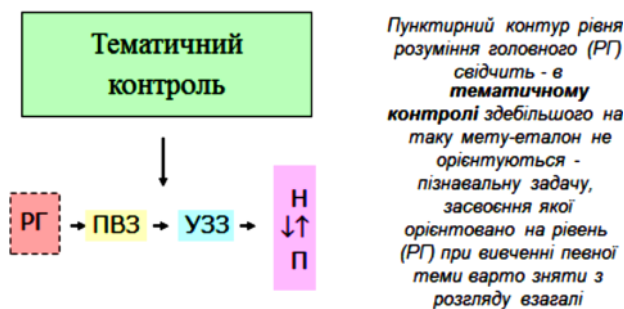 Тематичний
контроль
РГ
ПВЗ
УЗЗ
Н
↓↑
П
Пунктирний контур рівня
розуміння головного (РГ)
свідчить - в
тематичному
контролі здебільшого на
таку мету-еталон не
орієнтуються -
пізнавальну задачу,
засвоєння якої
орієнтовано на рівень
(РГ) при вивченні певної
теми варто зняти з
розгляду взагалі